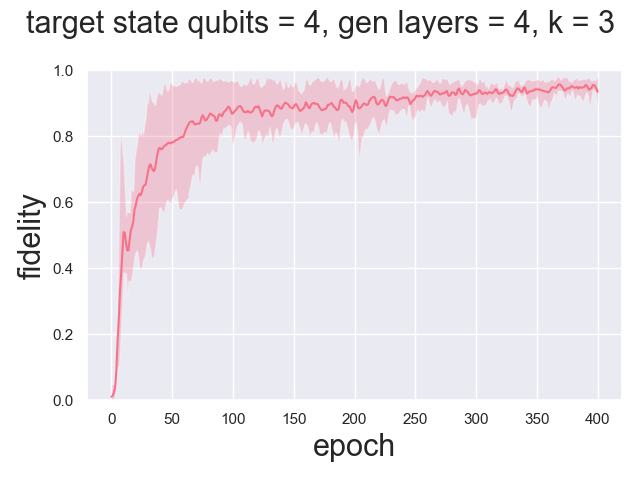 target state qubits = 4, gen layers = 4, k = 3
1.0
0.8
0.6
0.4
0.2
0.0
fidelity
0 50 100 150 200 250 300 350 400
epoch